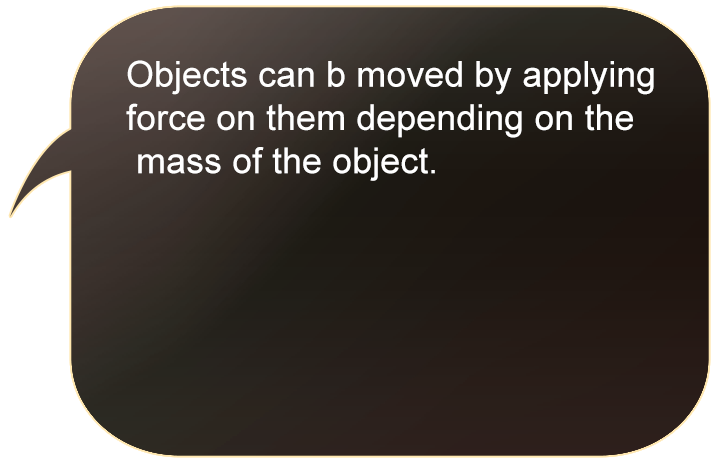 Objects can b moved by applying
force on them depending on the
mass of the object.